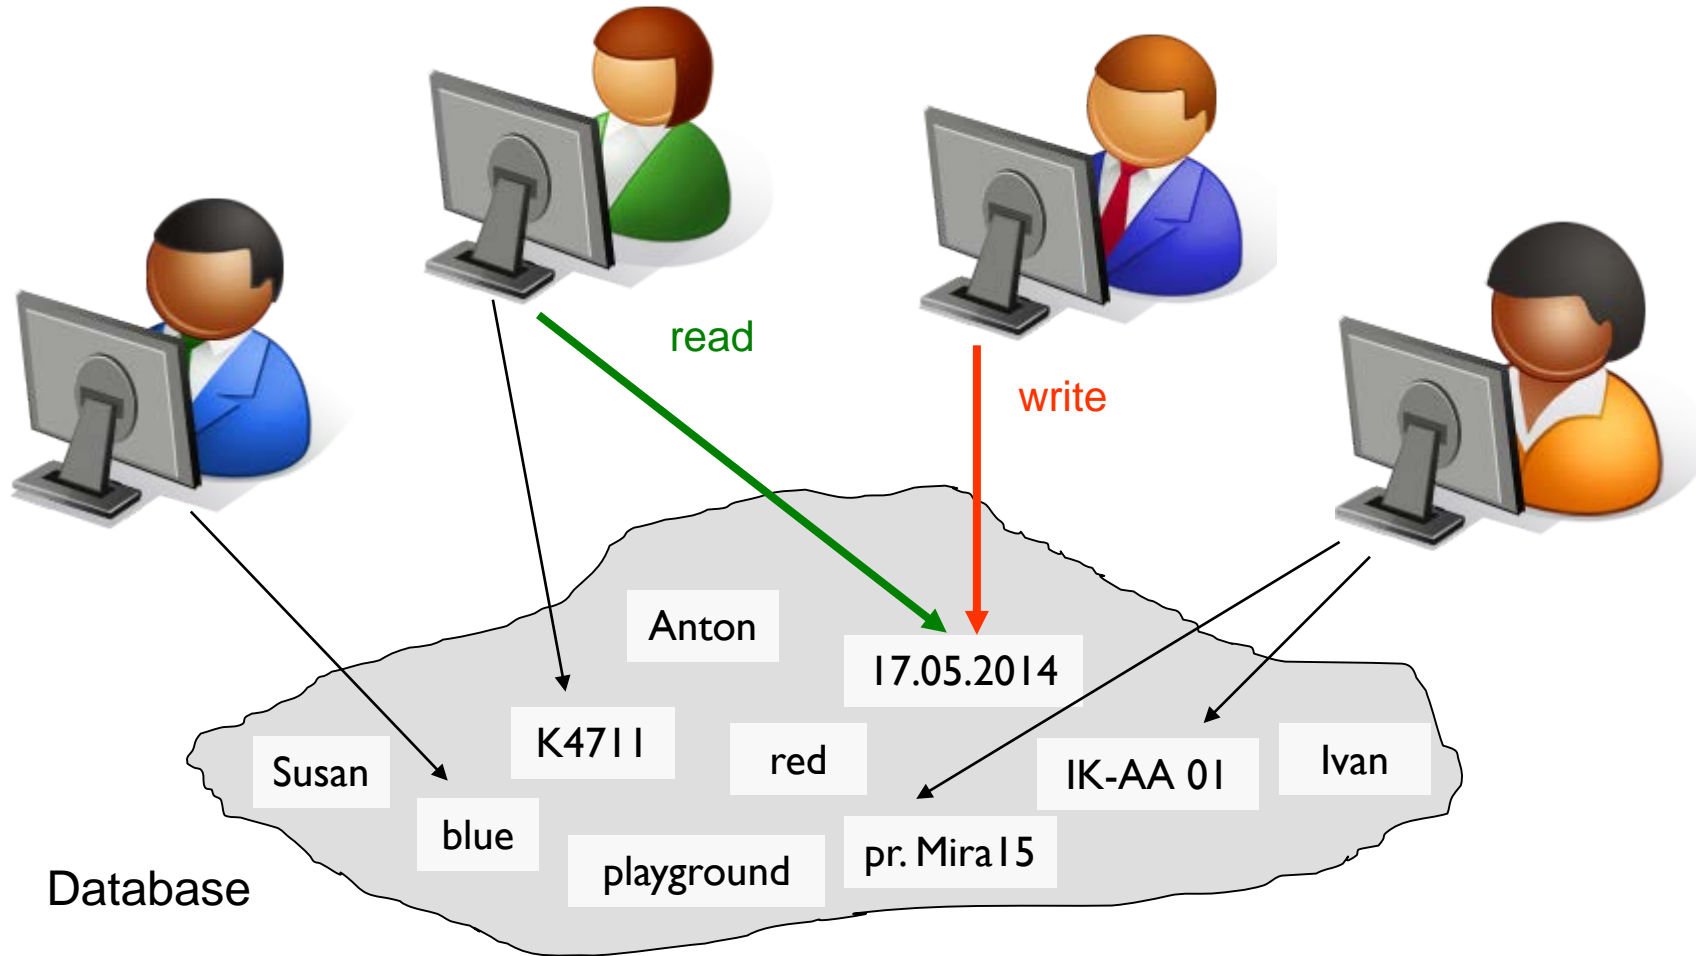 read
write
Anton
17.05.2014
K4711
red
Susan
IK-AA 01
Ivan
blue
playground
pr. Mira15
Database